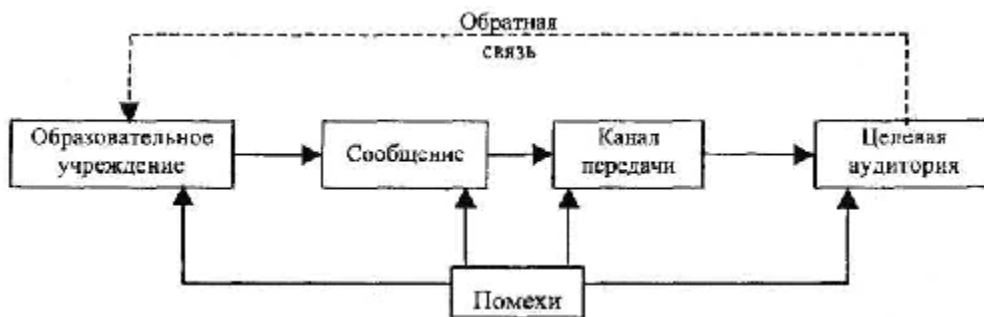 Обратная
связь
Образовательное
учреждение
Сообщение
Канал
передачи
Целевая
аудитория
Помехи